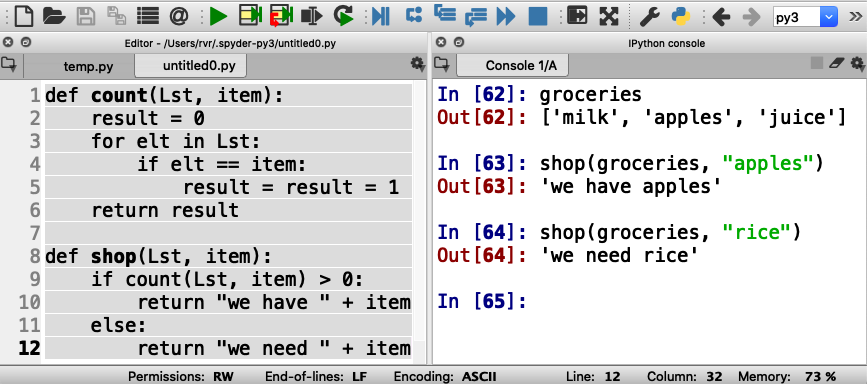 py3
Editor - /Users/rvr/.spyder-py3/untitled0.py
temp.py
untitled0.py
1 def count(Lst, item):
2     result = 0
3     for elt in Lst:
4         if elt == item:
5             result = result = 1
6     return result
7
8 def shop(Lst, item):
9     if count(Lst, item) > 0:
10         return "we have " + item
11     else:
12         return "we need " + item
IPython console
Console 1/A
In [62]: groceries
Out[62]: ['milk', 'apples', 'juice']
In [63]: shop(groceries, "apples")
Out[63]: 'we have apples'
In [64]: shop(groceries, "rice")
Out[64]: 'we need rice'
In [65]:
Permissions: RW End-of-lines: LF Encoding: ASCII Line: 12 Column: 32 Memory: 73 %